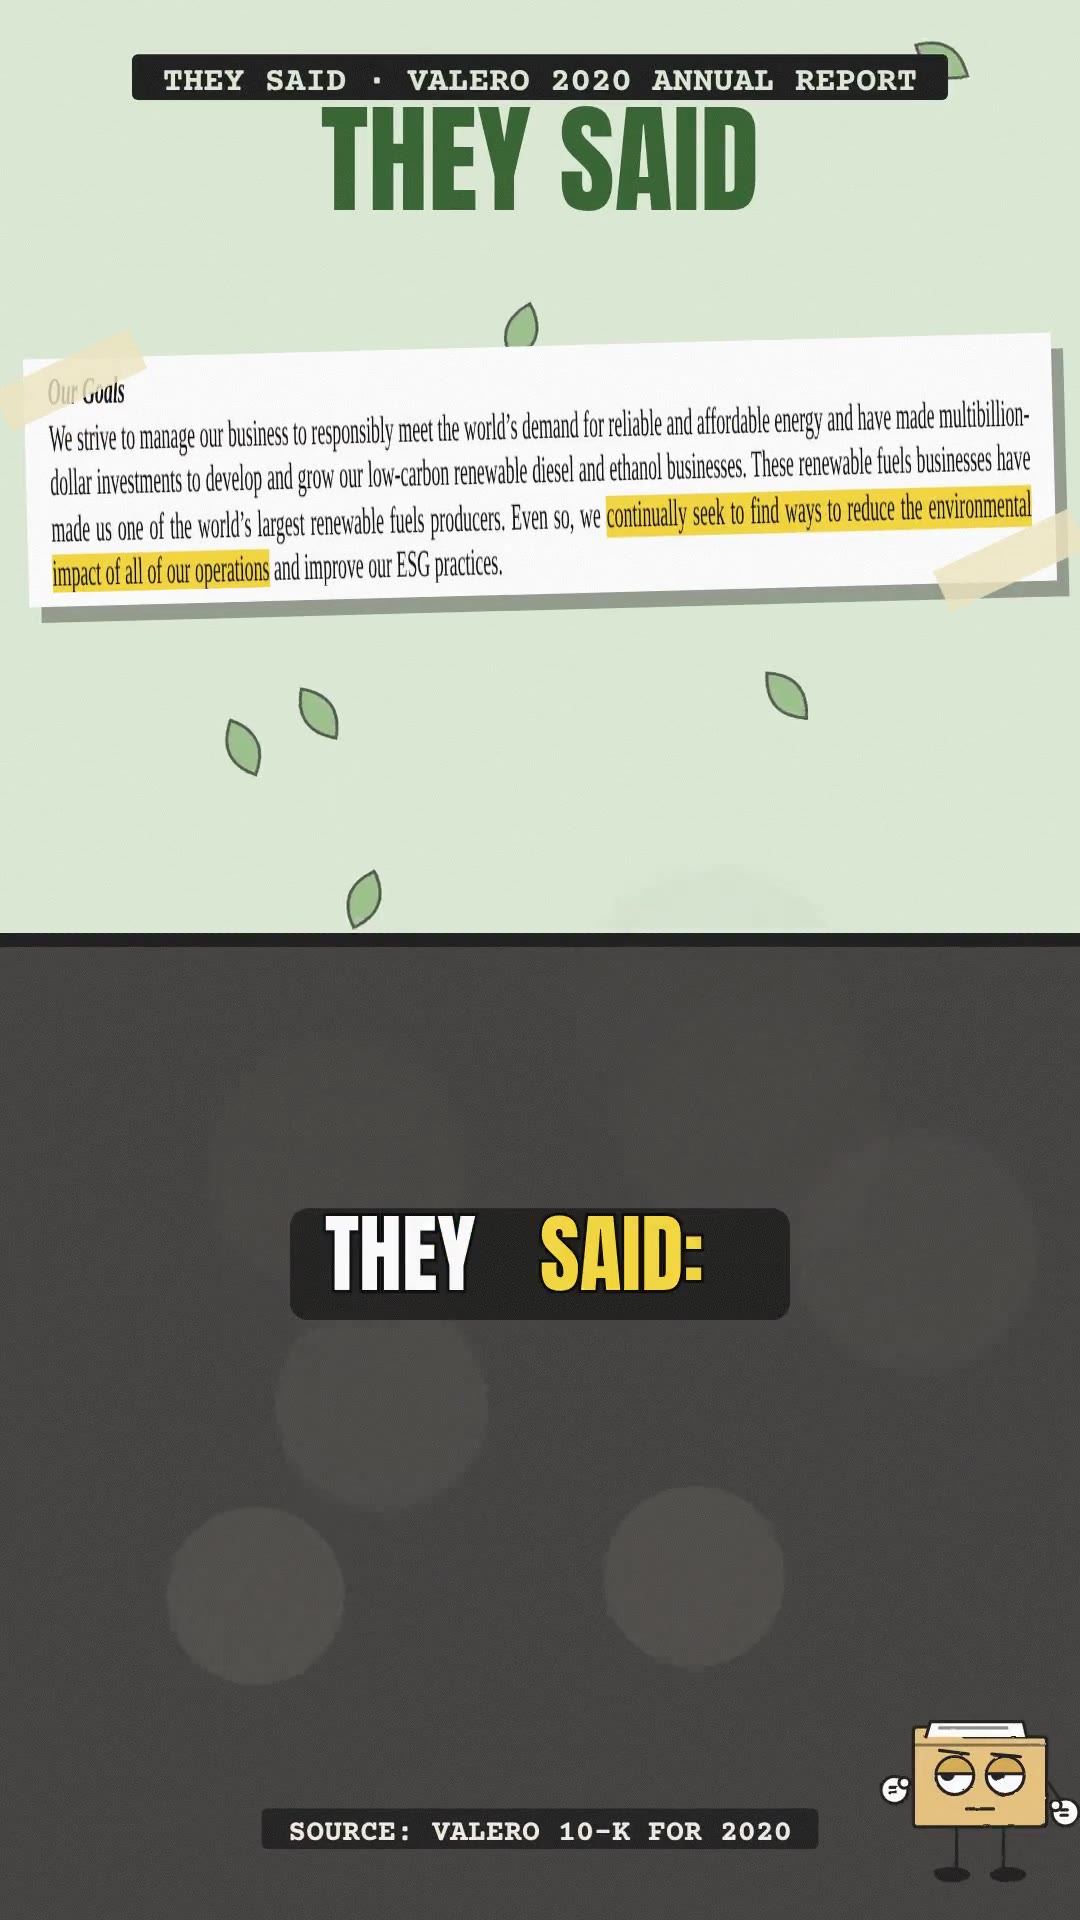 THEY SAID · VALERO 2020 ANNUAL REPORT
THEY SAID
Our Goals
We strive to manage our business to responsibly meet the world’s demand for reliable and affordable energy and have made multibillion-
dollar investments to develop and grow our low-carbon renewable diesel and ethanol businesses. These renewable fuels businesses have
made us one of the world’s largest renewable fuels producers. Even so, we continually seek to find ways to reduce the environmental
impact of all of our operations and improve our ESG practices.
THEY SAID:
SOURCE: VALERO 10-K FOR 2020